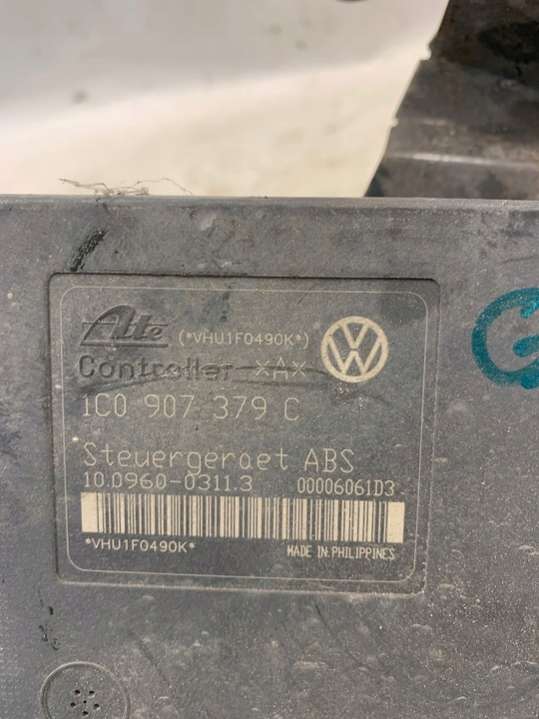 Ate (*VHU1F0490K*)
Controller xAx
1C0 907 379 C
Steuergeraet ABS
10.0960-0311.3 00006061D3
*VHU1F0490K*
MADE IN PHILIPPINES
G